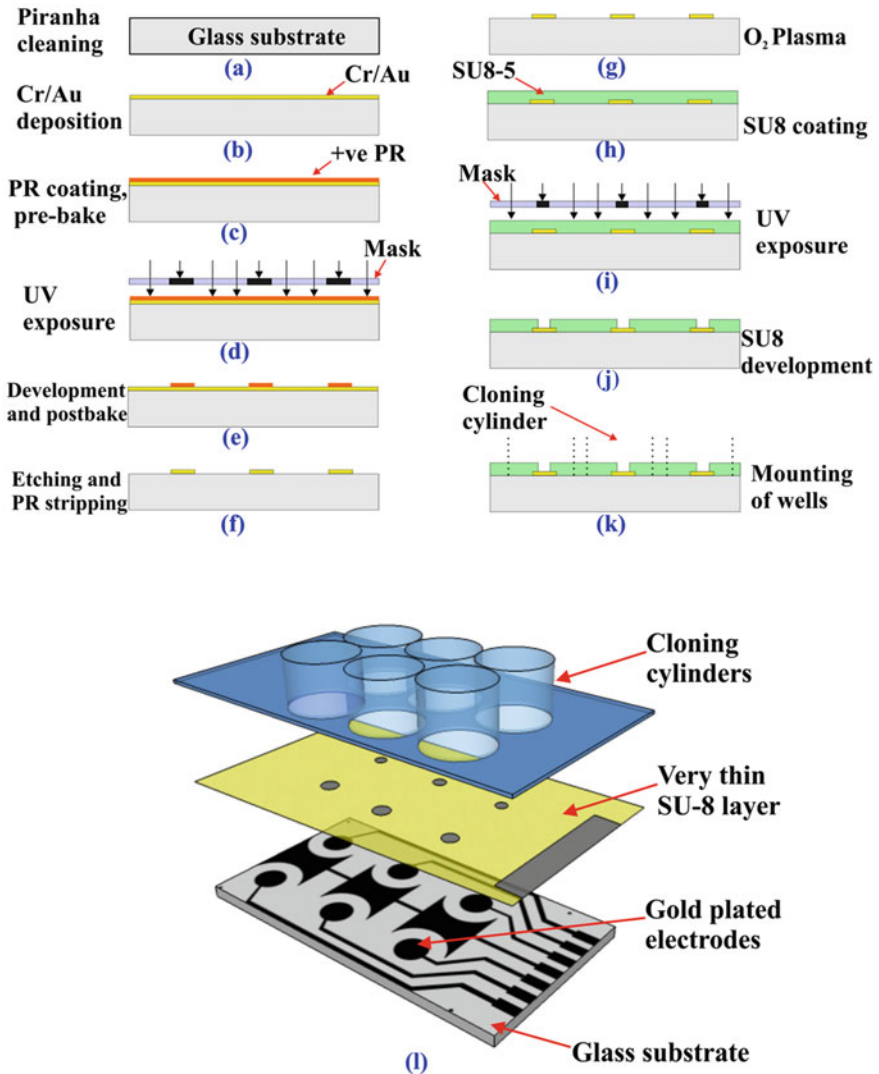 Piranha
cleaning
Glass substrate
(a)
Cr/Au
deposition
Cr/Au
(b)
+ve PR
PR coating,
pre-bake
(c)
Mask
UV
exposure
(d)
Development
and postbake
(e)
Etching and
PR stripping
(f)
O2 Plasma
(g)
SU8-5
SU8 coating
(h)
Mask
UV
exposure
(i)
SU8
development
(j)
Cloning
cylinder
Mounting
of wells
(k)
Cloning
cylinders
Very thin
SU-8 layer
Gold plated
electrodes
Glass substrate
(l)